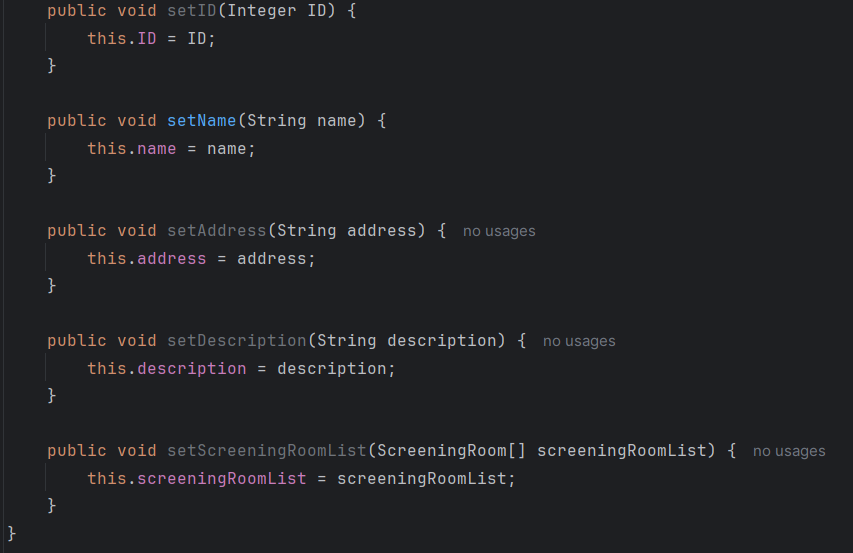 public void setID(Integer ID) {
this.ID = ID;
}
public void setName(String name) {
this.name = name;
}
public void setAddress(String address) { no usages
this.address = address;
}
public void setDescription(String description) { no usages
this.description = description;
}
public void setScreeningRoomList(ScreeningRoom[] screeningRoomList) { no usages
this.screeningRoomList = screeningRoomList;
}
}